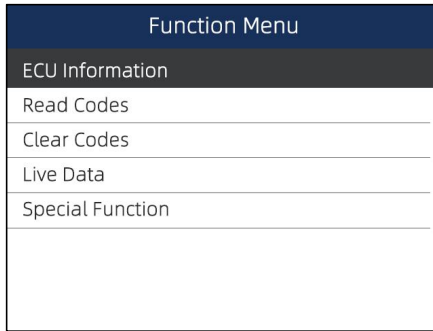 Function Menu
ECU Information
Read Codes
Clear Codes
Live Data
Special Function